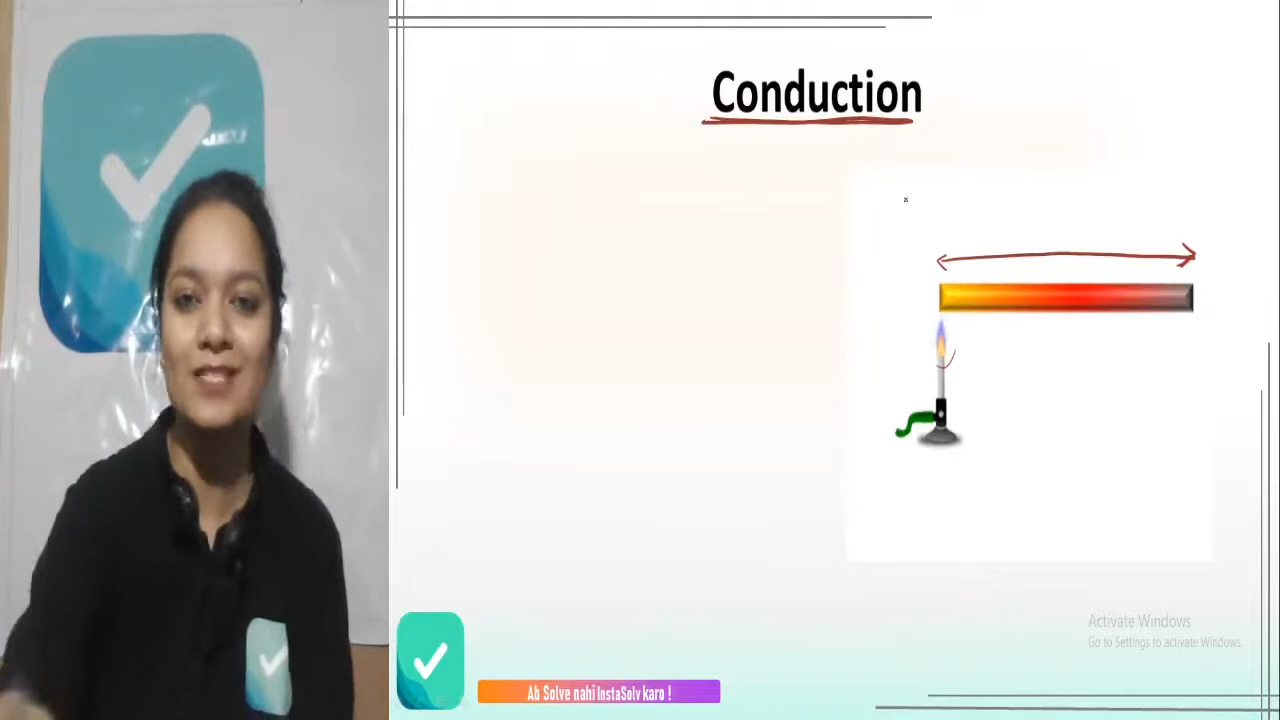 Conduction
Activate Windows
Go to Settings to activate Windows.
Ab Solve nahi InstaSolv karo !